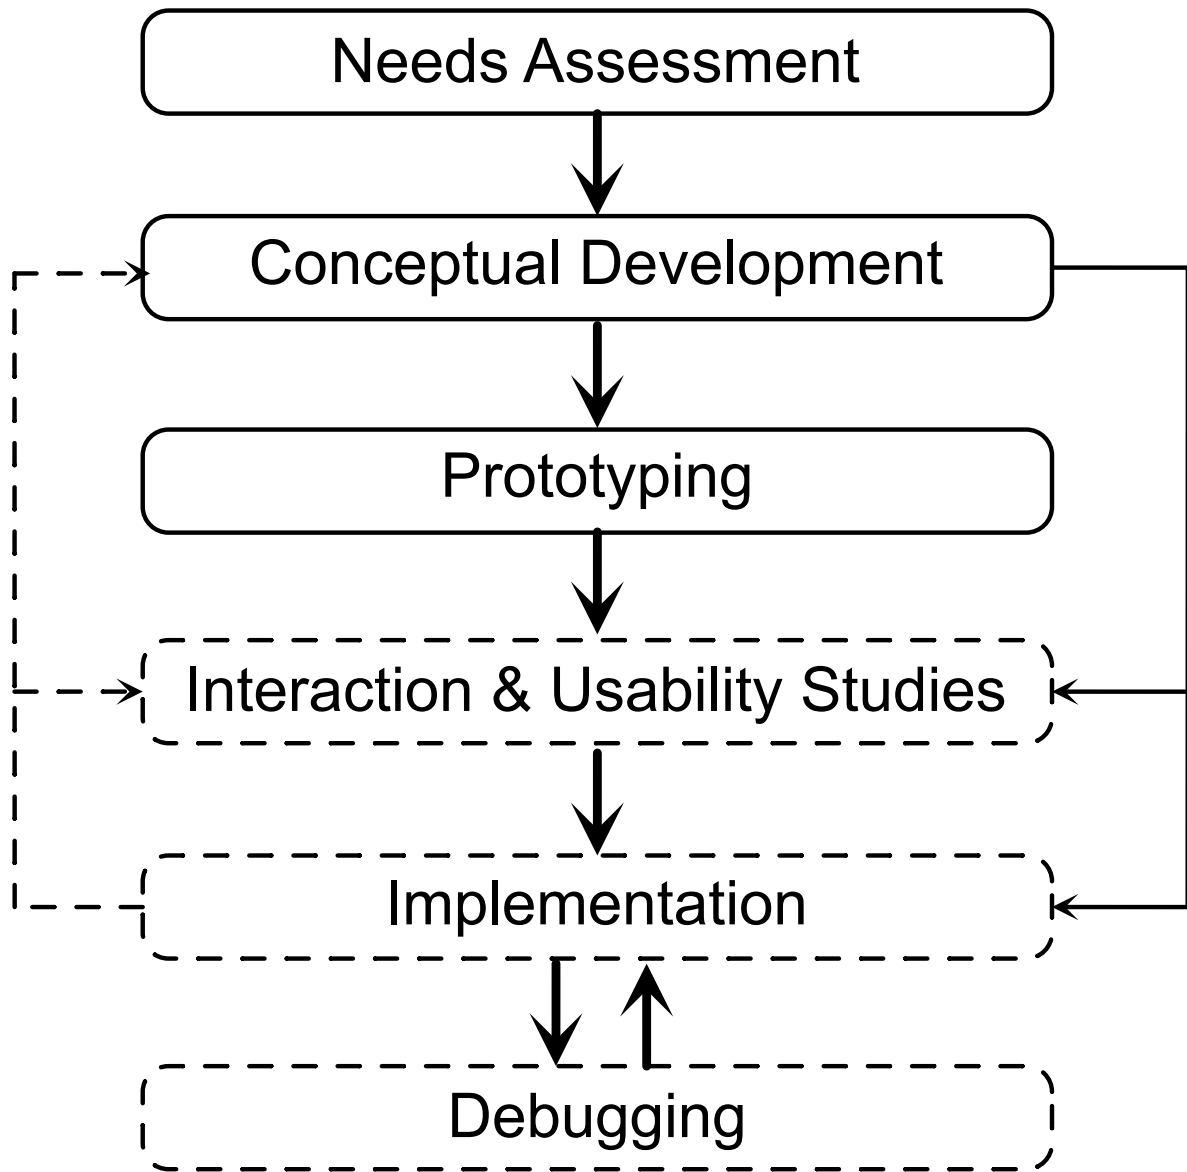 Needs Assessment
Conceptual Development
Prototyping
Interaction & Usability Studies
Implementation
Debugging